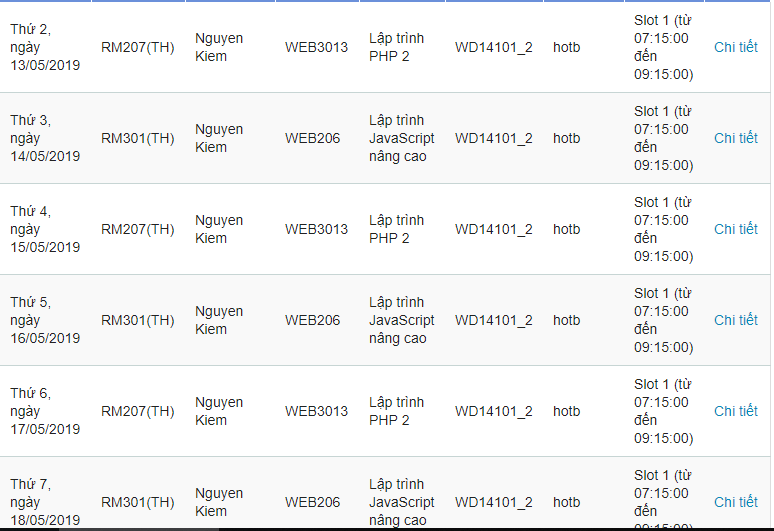 Thứ 2,
ngày
13/05/2019
RM207(TH)
Nguyen
Kiem
WEB3013
Lập trình
PHP 2
WD14101_2
hotb
Slot 1 (từ
07:15:00
đến
09:15:00)
Chi tiết
Thứ 3,
ngày
14/05/2019
RM301(TH)
Nguyen
Kiem
WEB206
Lập trình
JavaScript
nâng cao
WD14101_2
hotb
Slot 1 (từ
07:15:00
đến
09:15:00)
Chi tiết
Thứ 4,
ngày
15/05/2019
RM207(TH)
Nguyen
Kiem
WEB3013
Lập trình
PHP 2
WD14101_2
hotb
Slot 1 (từ
07:15:00
đến
09:15:00)
Chi tiết
Thứ 5,
ngày
16/05/2019
RM301(TH)
Nguyen
Kiem
WEB206
Lập trình
JavaScript
nâng cao
WD14101_2
hotb
Slot 1 (từ
07:15:00
đến
09:15:00)
Chi tiết
Thứ 6,
ngày
17/05/2019
RM207(TH)
Nguyen
Kiem
WEB3013
Lập trình
PHP 2
WD14101_2
hotb
Slot 1 (từ
07:15:00
đến
09:15:00)
Chi tiết
Thứ 7,
ngày
18/05/2019
RM301(TH)
Nguyen
Kiem
WEB206
Lập trình
JavaScript
nâng cao
WD14101_2
hotb
Slot 1 (từ
07:15:00
đến
09:15:00)
Chi tiết